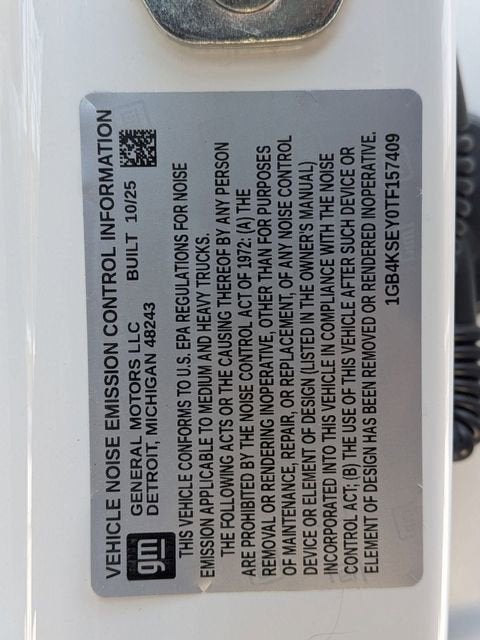 VEHICLE NOISE EMISSION CONTROL INFORMATION
gm
GENERAL MOTORS LLC
DETROIT, MICHIGAN 48243 BUILT 10/25
THIS VEHICLE CONFORMS TO U.S. EPA REGULATIONS FOR NOISE
EMISSION APPLICABLE TO MEDIUM AND HEAVY TRUCKS.
THE FOLLOWING ACTS OR THE CAUSING THEREOF BY ANY PERSON
ARE PROHIBITED BY THE NOISE CONTROL ACT OF 1972: (A) THE
REMOVAL OR RENDERING INOPERATIVE, OTHER THAN FOR PURPOSES
OF MAINTENANCE, REPAIR, OR REPLACEMENT, OF ANY NOISE CONTROL
DEVICE OR ELEMENT OF DESIGN (LISTED IN THE OWNER'S MANUAL)
INCORPORATED INTO THIS VEHICLE IN COMPLIANCE WITH THE NOISE
CONTROL ACT; (B) THE USE OF THIS VEHICLE AFTER SUCH DEVICE OR
ELEMENT OF DESIGN HAS BEEN REMOVED OR RENDERED INOPERATIVE.
1GB4KSEY0TF157409